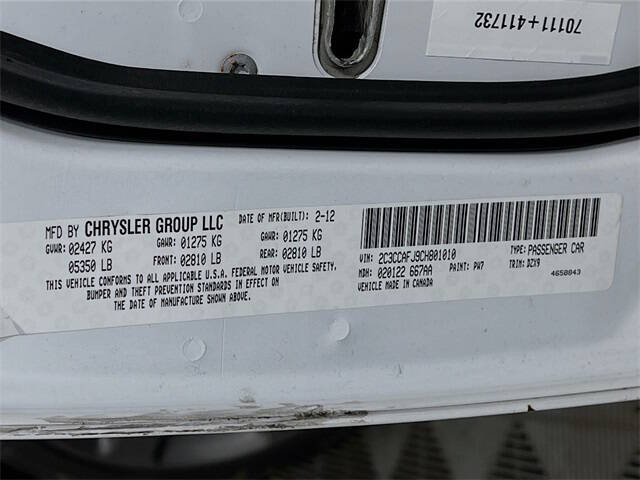 70111+411732
MFD BY CHRYSLER GROUP LLC
DATE OF MFR(BUILT): 2-12
GVWR: 02427 KG
GAWR: 01275 KG
GAWR: 01275 KG
05350 LB
FRONT: 02810 LB
REAR: 02810 LB
THIS VEHICLE CONFORMS TO ALL APPLICABLE U.S.A. FEDERAL MOTOR VEHICLE SAFETY,
BUMPER AND THEFT PREVENTION STANDARDS IN EFFECT ON
THE DATE OF MANUFACTURE SHOWN ABOVE.
VIN: 2C3CCAFJ9CH801010
TYPE: PASSENGER CAR
MDH: 020122 667AA
PAINT: PW7
TRIM: DZX9
VEHICLE MADE IN CANADA
4658843